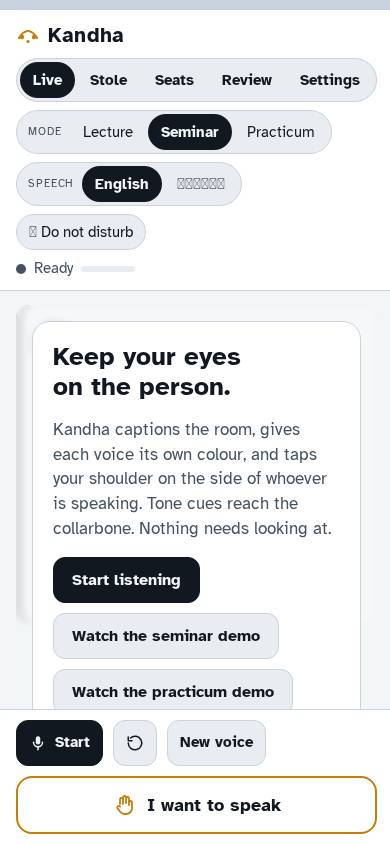 Kandha
Live Stole Seats Review Settings
MODE Lecture Seminar Practicum
SPEECH English
Do not disturb
Ready
Keep your eyes
on the person.
Kandha captions the room, gives
each voice its own colour, and taps
your shoulder on the side of whoever
is speaking. Tone cues reach the
collarbone. Nothing needs looking at.
Start listening
Watch the seminar demo
Watch the practicum demo
Start New voice
I want to speak